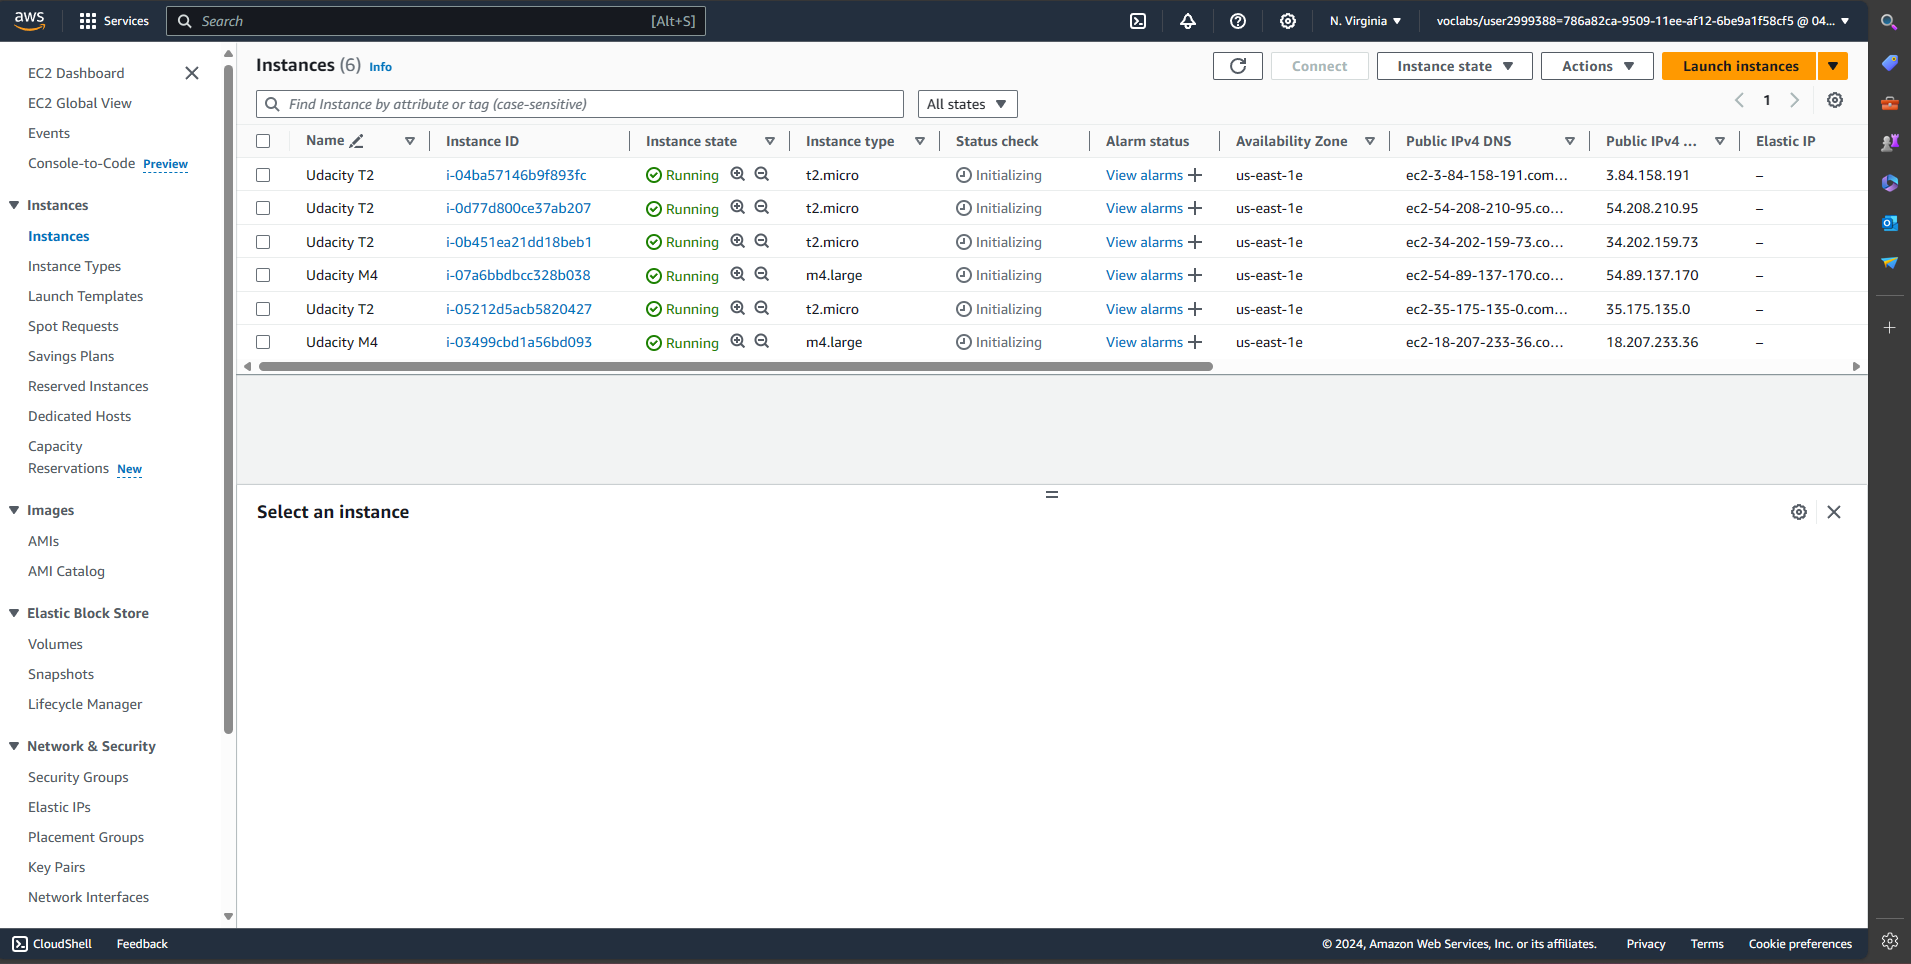 aws Services Search [Alt+S] N. Virginia voclabs/user2999388=786a82ca-9509-11ee-af12-6be9a1f58cf5 @ 04...
EC2 Dashboard
EC2 Global View
Events
Console-to-Code Preview
Instances
Instances
Instance Types
Launch Templates
Spot Requests
Savings Plans
Reserved Instances
Dedicated Hosts
Capacity
Reservations New
Images
AMIs
AMI Catalog
Elastic Block Store
Volumes
Snapshots
Lifecycle Manager
Network & Security
Security Groups
Elastic IPs
Placement Groups
Key Pairs
Network Interfaces
Instances (6) Info Connect Instance state Actions Launch instances
Find Instance by attribute or tag (case-sensitive) All states 1
Name Instance ID Instance state Instance type Status check Alarm status Availability Zone Public IPv4 DNS Public IPv4 ... Elastic IP
Udacity T2 i-04ba57146b9f893fc Running t2.micro Initializing View alarms us-east-1e ec2-3-84-158-191.com... 3.84.158.191 –
Udacity T2 i-0d77d800ce37ab207 Running t2.micro Initializing View alarms us-east-1e ec2-54-208-210-95.co... 54.208.210.95 –
Udacity T2 i-0b451ea21dd18beb1 Running t2.micro Initializing View alarms us-east-1e ec2-34-202-159-73.co... 34.202.159.73 –
Udacity M4 i-07a6bbdbcc328b038 Running m4.large Initializing View alarms us-east-1e ec2-54-89-137-170.co... 54.89.137.170 –
Udacity T2 i-05212d5acb5820427 Running t2.micro Initializing View alarms us-east-1e ec2-35-175-135-0.com... 35.175.135.0 –
Udacity M4 i-03499cbd1a56bd093 Running m4.large Initializing View alarms us-east-1e ec2-18-207-233-36.co... 18.207.233.36 –
Select an instance
CloudShell Feedback © 2024, Amazon Web Services, Inc. or its affiliates. Privacy Terms Cookie preferences